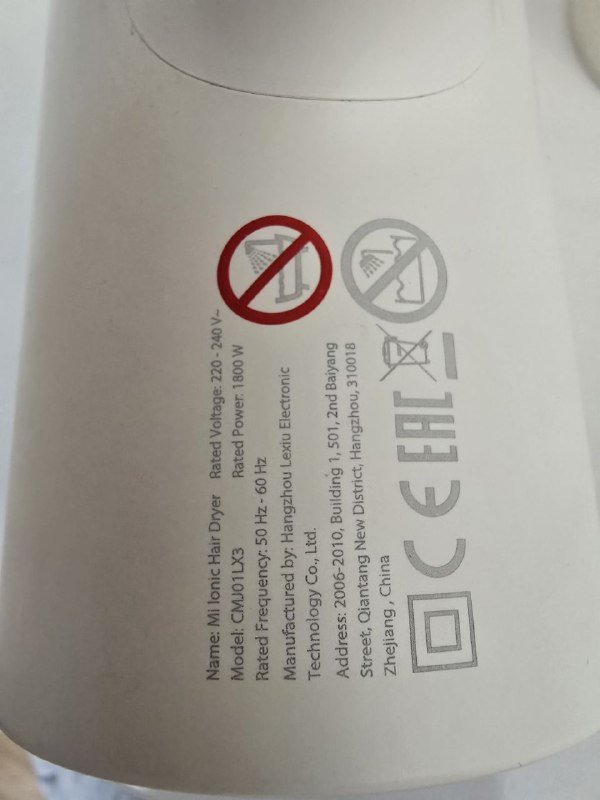 Name: Mi Ionic Hair Dryer Rated Voltage: 220 - 240 V~
Model: CMJ01LX3 Rated Power: 1800 W
Rated Frequency: 50 Hz - 60 Hz
Manufactured by: Hangzhou Lexiu Electronic
Technology Co., Ltd.
Address: 2006-2010, Building 1, 501, 2nd Baiyang
Street, Qiantang New District, Hangzhou, 310018
Zhejiang, China
CE EAC